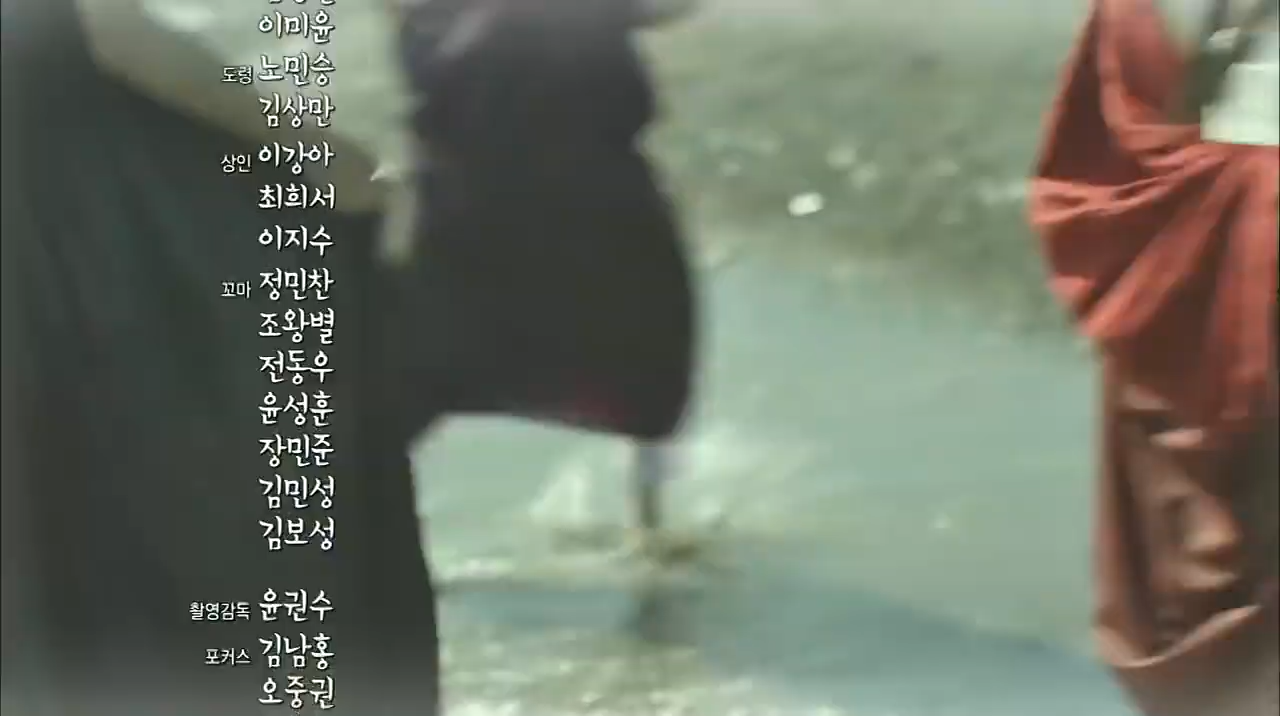 이미윤
도령 노민승
김상만
상인 이강아
최희서
이지수
꼬마 정민찬
조왕별
전동우
윤성훈
장민준
김민성
김보성
촬영감독 윤권수
포커스 김남홍
오중권